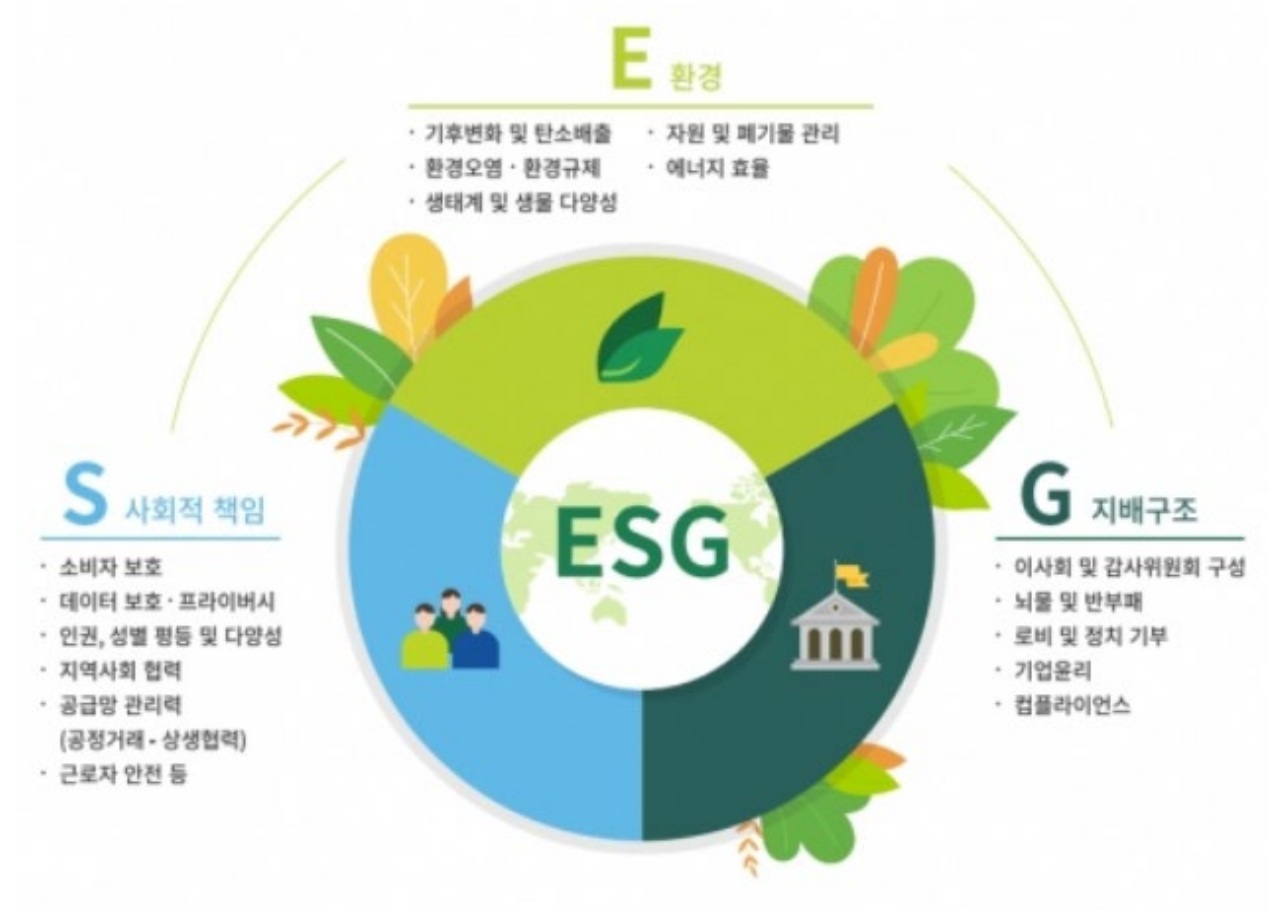 E 환경
· 기후변화 및 탄소배출
· 환경오염 · 환경규제
· 생태계 및 생물 다양성
· 자원 및 폐기물 관리
· 에너지 효율
S 사회적 책임
· 소비자 보호
· 데이터 보호 · 프라이버시
· 인권, 성별 평등 및 다양성
· 지역사회 협력
· 공급망 관리력
(공정거래 - 상생협력)
· 근로자 안전 등
ESG
G 지배구조
· 이사회 및 감사위원회 구성
· 뇌물 및 반부패
· 로비 및 정치 기부
· 기업윤리
· 컴플라이언스